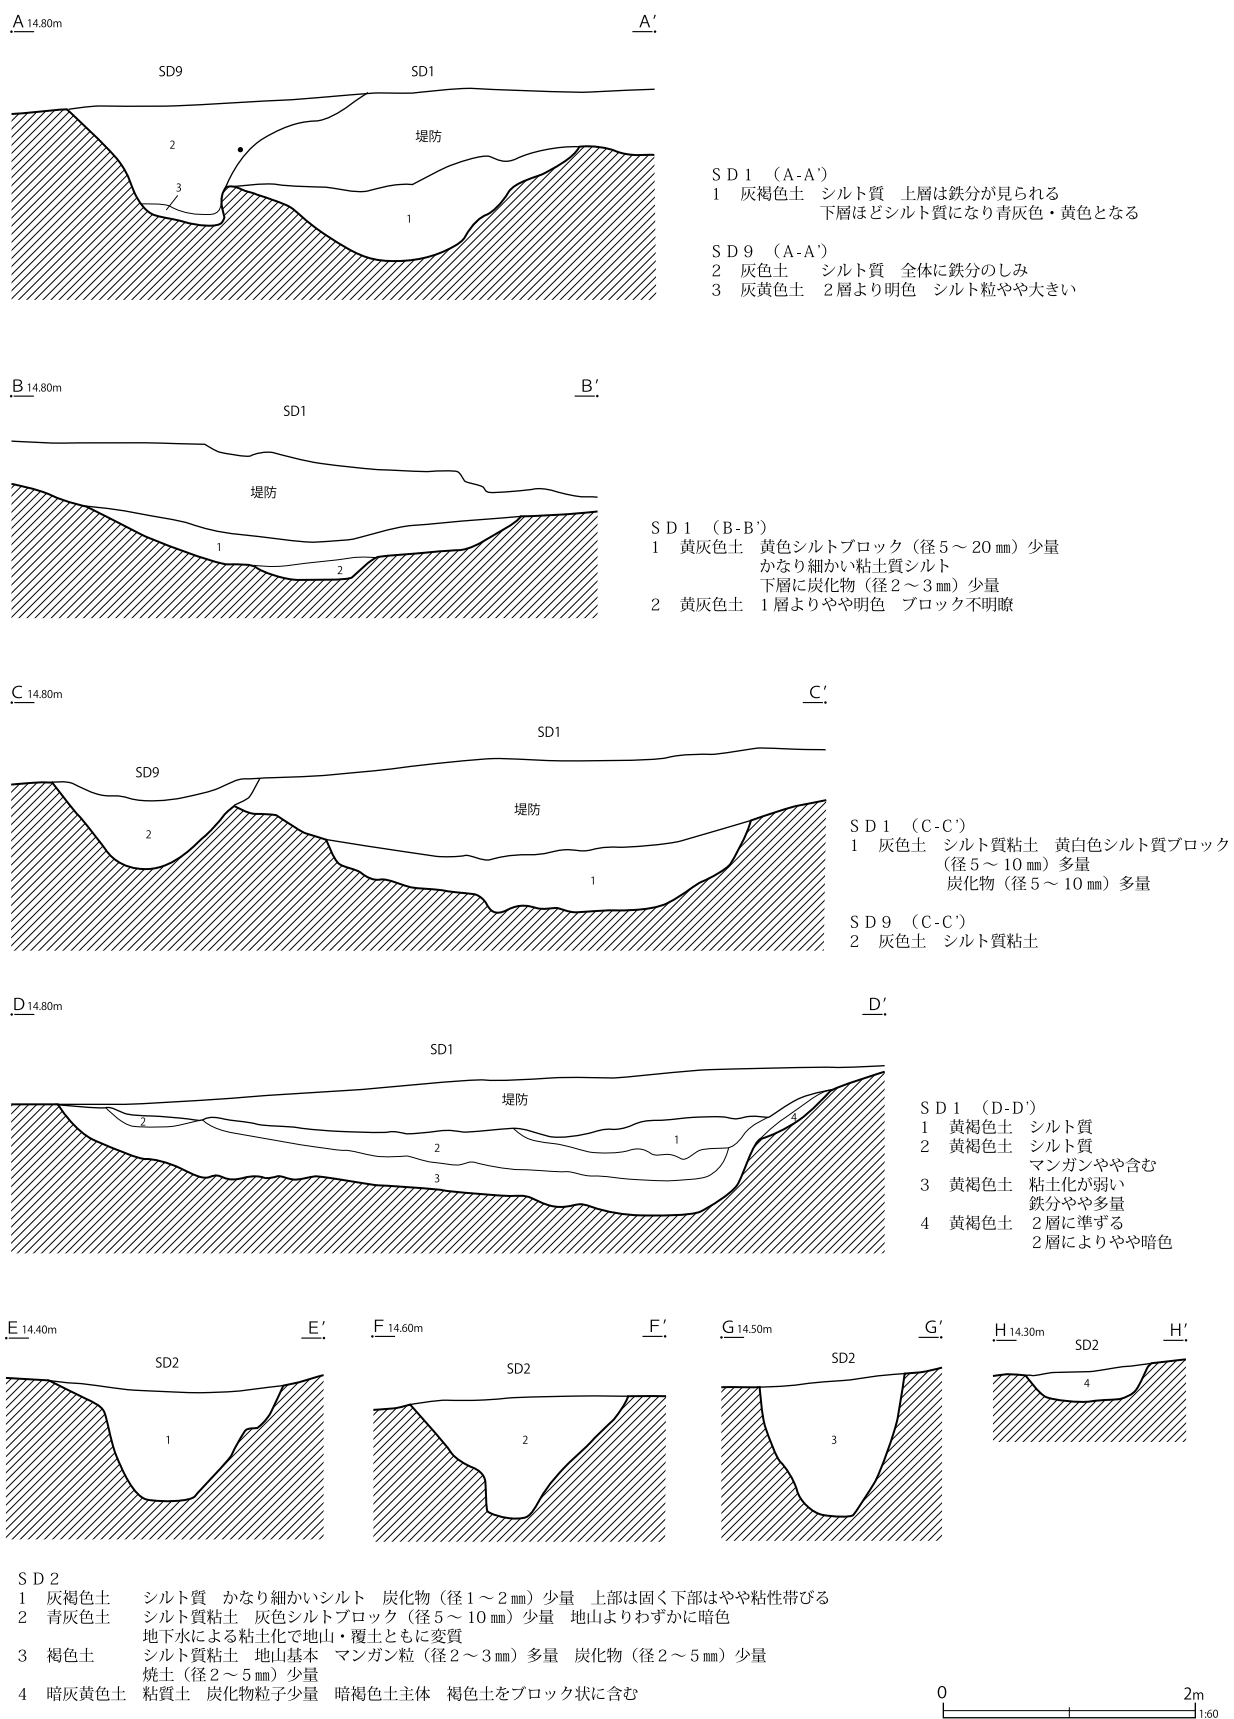 A 14.80m A′
SD9 SD1
2
堤防
3
1
SD1 (A-A’)
1 灰褐色土 シルト質 上層は鉄分が見られる
下層ほどシルト質になり青灰色・黄色となる
SD9 (A-A’)
2 灰色土 シルト質 全体に鉄分のしみ
3 灰黄色土 2層より明色 シルト粒やや大きい
B 14.80m B′
SD1
堤防
1
2
SD1 (B-B’)
1 黄灰色土 黄色シルトブロック（径5～20㎜）少量
かなり細かい粘土質シルト
下層に炭化物（径2～3㎜）少量
2 黄灰色土 1層よりやや明色 ブロック不明瞭
C 14.80m C′
SD1
SD9
堤防
2
1
SD1 (C-C’)
1 灰色土 シルト質粘土 黄白色シルト質ブロック
（径5～10㎜）多量
炭化物（径5～10㎜）多量
SD9 (C-C’)
2 灰色土 シルト質粘土
D 14.80m D′
SD1
堤防
2 4
1
2
3
SD1 (D-D’)
1 黄褐色土 シルト質
2 黄褐色土 シルト質
マンガンやや含む
3 黄褐色土 粘土化が弱い
鉄分やや多量
4 黄褐色土 2層に準ずる
2層によりやや暗色
E 14.40m E′
SD2
1
F 14.60m F′
SD2
2
G 14.50m G′
SD2
3
H 14.30m H′
SD2
4
SD2
1 灰褐色土 シルト質 かなり細かいシルト 炭化物（径1～2㎜）少量 上部は固く下部はやや粘性帯びる
2 青灰色土 シルト質粘土 灰色シルトブロック（径5～10㎜）少量 地山よりわずかに暗色
地下水による粘土化で地山・覆土ともに変質
3 褐色土 シルト質粘土 地山基本 マンガン粒（径2～3㎜）多量 炭化物（径2～5㎜）少量
焼土（径2～5㎜）少量
4 暗灰黄色土 粘質土 炭化物粒子少量 暗褐色土主体 褐色土をブロック状に含む
0 2m
1:60